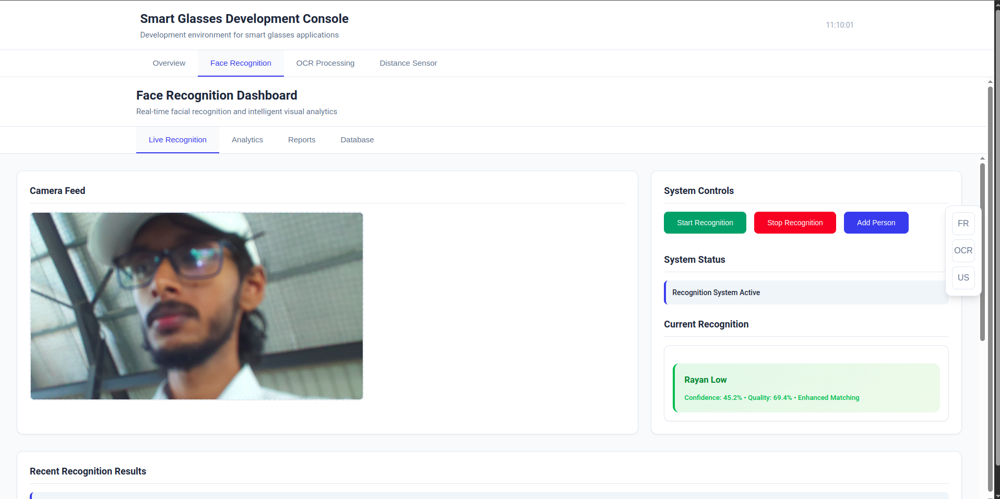 Smart Glasses Development Console
Development environment for smart glasses applications
11:10:01
Overview Face Recognition OCR Processing Distance Sensor
Face Recognition Dashboard
Real-time facial recognition and intelligent visual analytics
Live Recognition Analytics Reports Database
Camera Feed
System Controls
Start Recognition Stop Recognition Add Person
FR
OCR
US
System Status
Recognition System Active
Current Recognition
Rayan Low
Confidence: 45.2% • Quality: 69.4% • Enhanced Matching
Recent Recognition Results